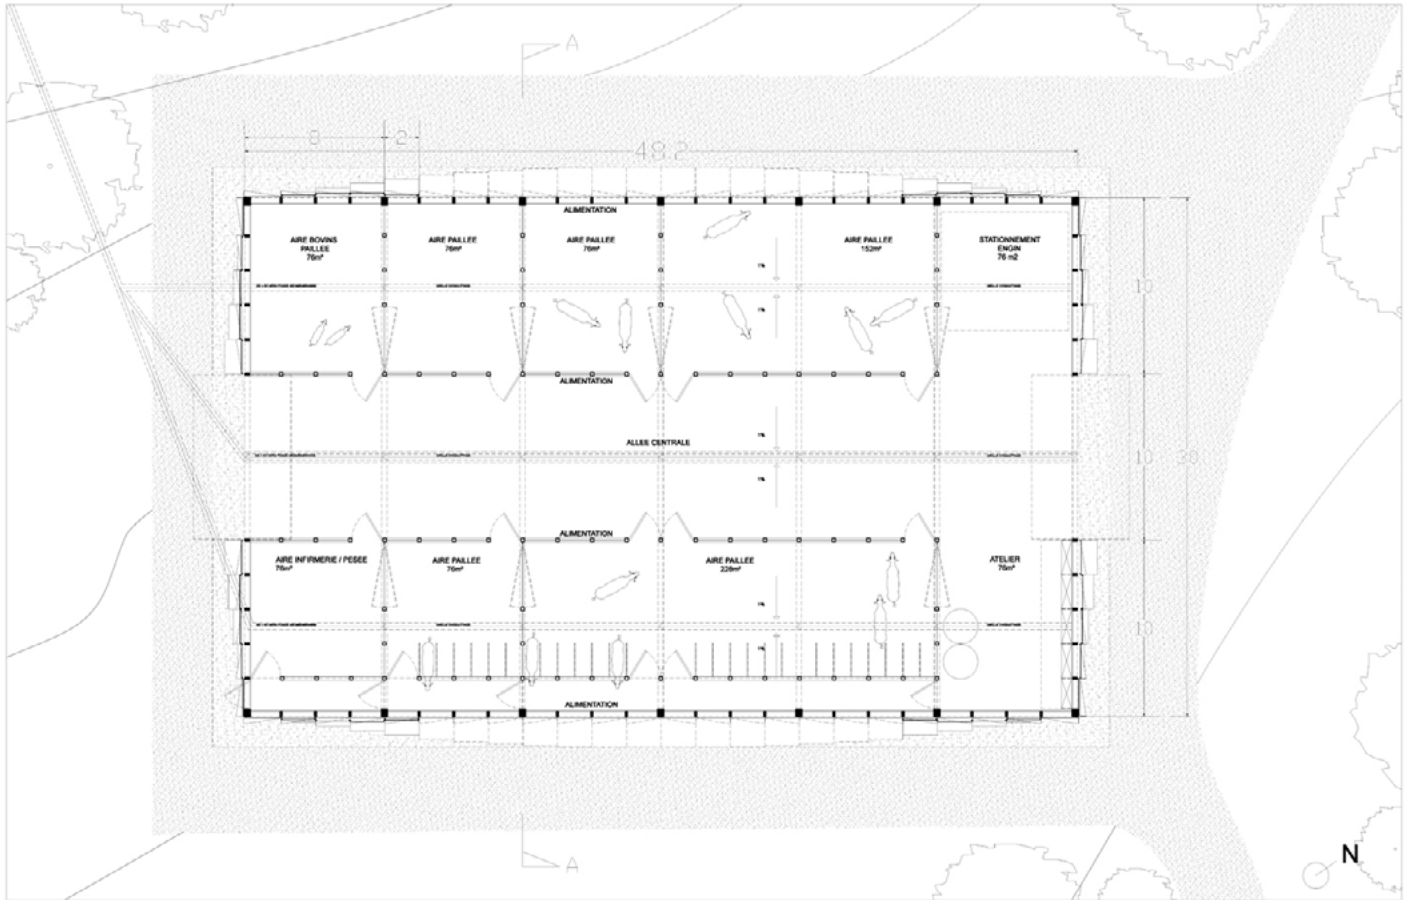 A
8
2
48.2
ALIMENTATION
AIRE BOVINS
PAILLEE
76m²
AIRE PAILLEE
76m²
AIRE PAILLEE
76m²
AIRE PAILLEE
152m²
STATIONNEMENT
ENGIN
76 m2
1%
10
1%
ALIMENTATION
ALLEE CENTRALE
1%
10
30
1%
ALIMENTATION
AIRE INFIRMERIE / PESEE
76m²
AIRE PAILLEE
76m²
AIRE PAILLEE
228m²
ATELIER
76m²
1%
10
1%
ALIMENTATION
A
N